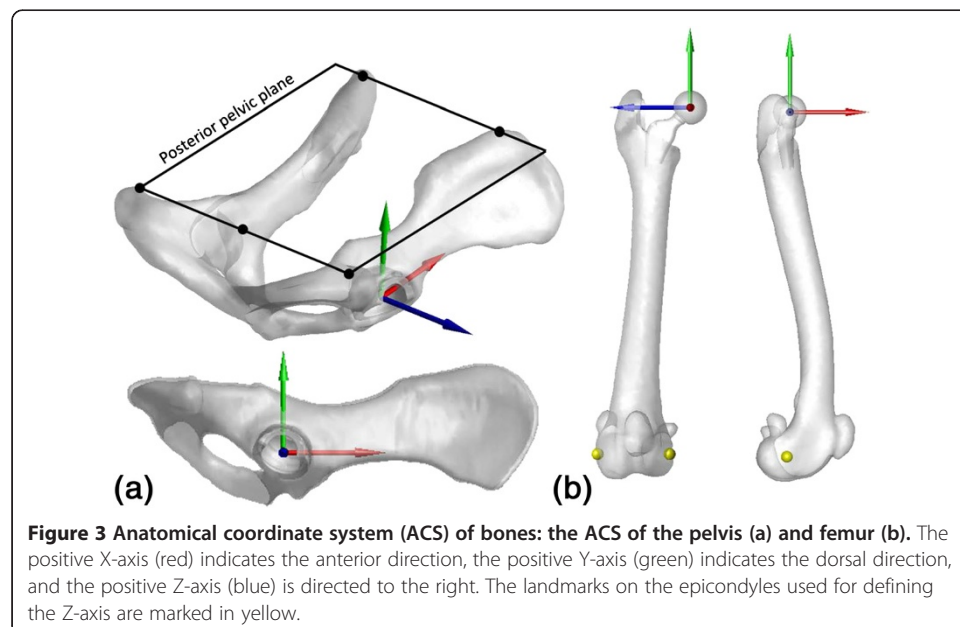 Posterior pelvic plane
(a)
(b)
Figure 3 Anatomical coordinate system (ACS) of bones: the ACS of the pelvis (a) and femur (b). The
positive X-axis (red) indicates the anterior direction, the positive Y-axis (green) indicates the dorsal direction,
and the positive Z-axis (blue) is directed to the right. The landmarks on the epicondyles used for defining
the Z-axis are marked in yellow.